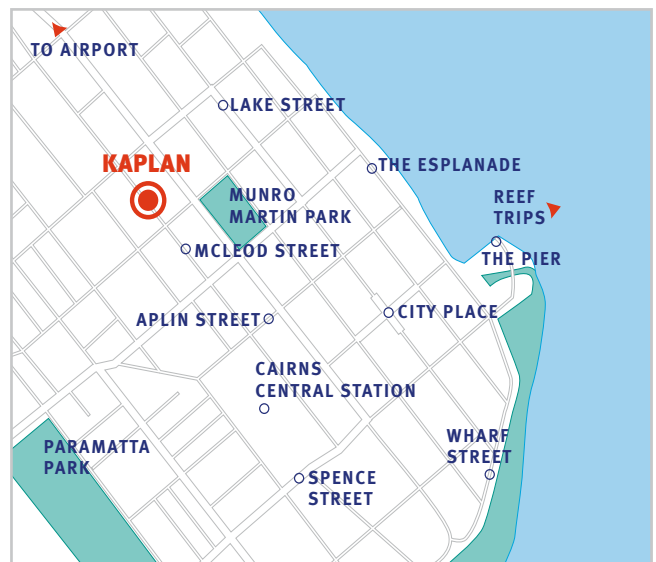 TO AIRPORT
LAKE STREET
KAPLAN
THE ESPLANADE
MUNRO
MARTIN PARK
REEF
TRIPS
MCLEOD STREET
THE PIER
APLIN STREET
CITY PLACE
CAIRNS
CENTRAL STATION
PARAMATTA
PARK
WHARF
STREET
SPENCE
STREET